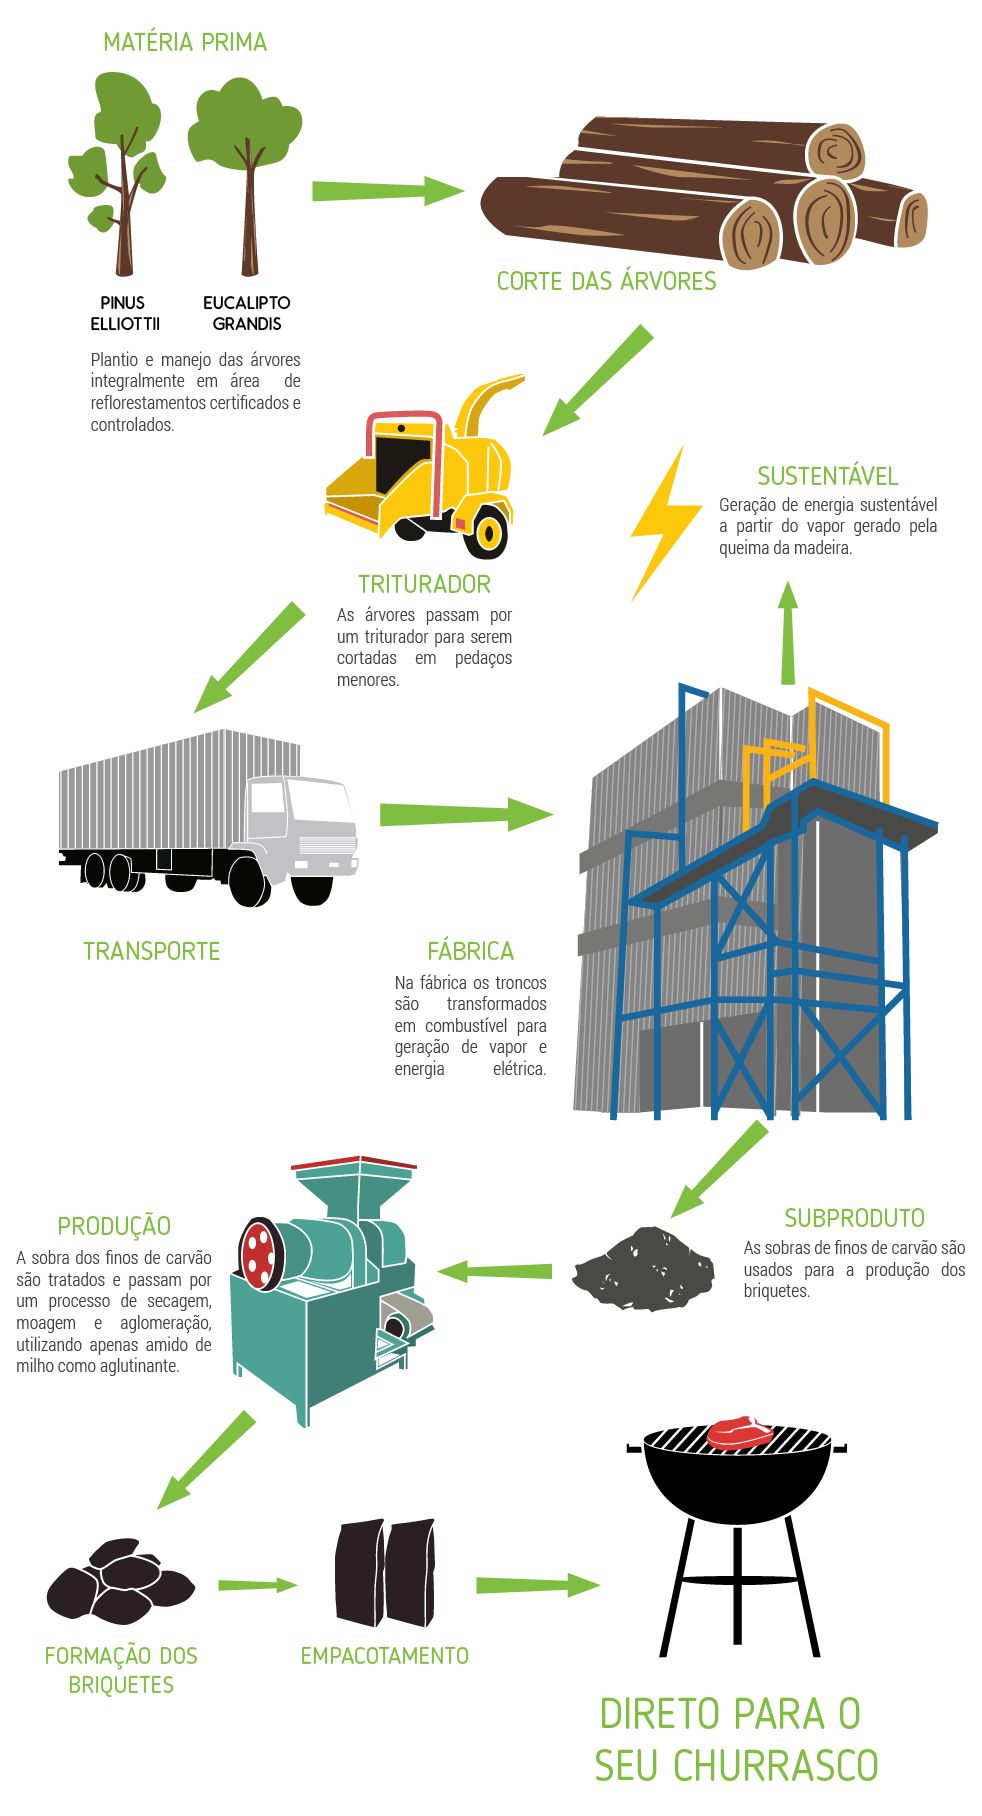 MATÉRIA PRIMA
PINUS
ELLIOTTII
EUCALIPTO
GRANDIS
Plantio e manejo das árvores
integralmente em área de
reflorestamentos certificados e
controlados.
CORTE DAS ÁRVORES
TRITURADOR
As árvores passam por
um triturador para serem
cortadas em pedaços
menores.
SUSTENTÁVEL
Geração de energia sustentável
a partir do vapor gerado pela
queima da madeira.
TRANSPORTE
FÁBRICA
Na fábrica os troncos
são transformados
em combustível para
geração de vapor e
energia elétrica.
SUBPRODUTO
As sobras de finos de carvão são
usados para a produção dos
briquetes.
PRODUÇÃO
A sobra dos finos de carvão
são tratados e passam por
um processo de secagem,
moagem e aglomeração,
utilizando apenas amido de
milho como aglutinante.
FORMAÇÃO DOS
BRIQUETES
EMPACOTAMENTO
DIRETO PARA O
SEU CHURRASCO